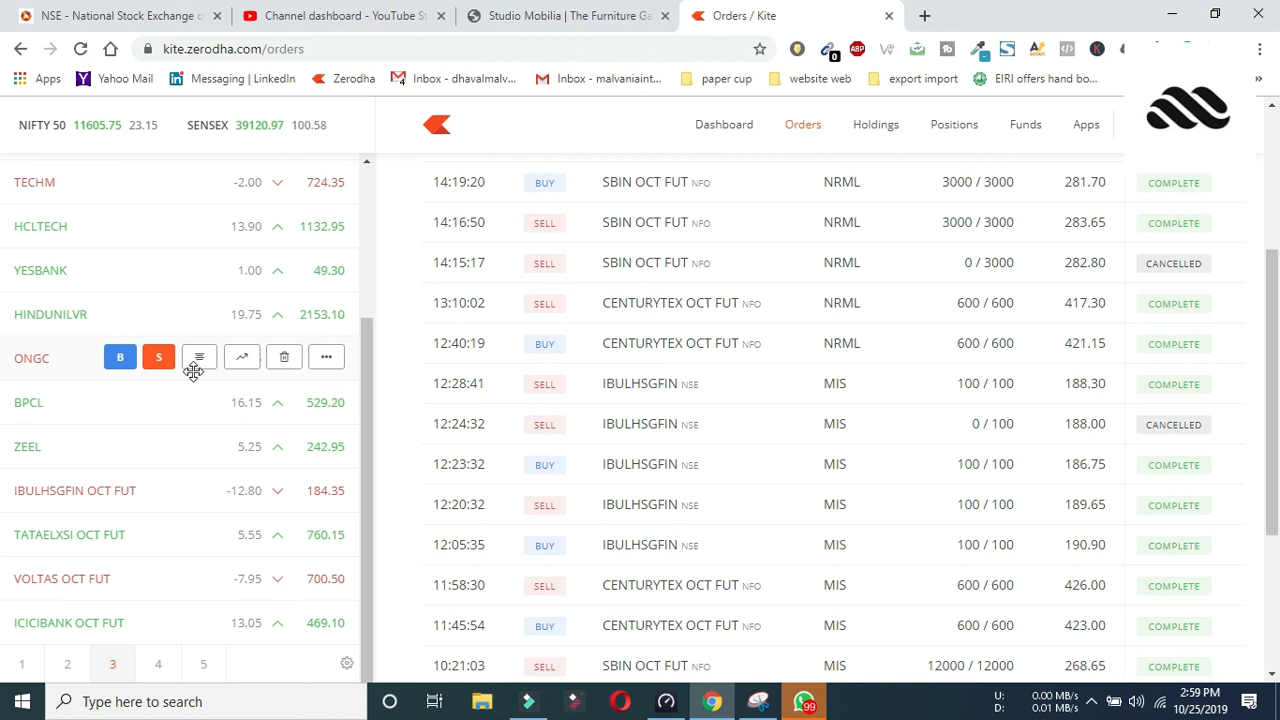 NSE - National Stock Exchange o
Channel dashboard - YouTube St
Studio Mobilia | The Furniture Ga
Orders / Kite
kite.zerodha.com/orders
0
ABP
Apps
Yahoo Mail
Messaging | LinkedIn
Zerodha
Inbox - dhavalmalv...
Inbox - malvaniaint...
paper cup
website web
export import
EIRI offers hand bo...
NIFTY 50 11605.75 23.15
SENSEX 39120.97 100.58
Dashboard
Orders
Holdings
Positions
Funds
Apps
TECHM -2.00 724.35
HCLTECH 13.90 1132.95
YESBANK 1.00 49.30
HINDUNILVR 19.75 2153.10
ONGC B S
BPCL 16.15 529.20
ZEEL 5.25 242.95
IBULHSGFIN OCT FUT -12.80 184.35
TATAELXSI OCT FUT 5.55 760.15
VOLTAS OCT FUT -7.95 700.50
ICICIBANK OCT FUT 13.05 469.10
1 2 3 4 5
14:19:20 BUY SBIN OCT FUT NFO NRML 3000 / 3000 281.70 COMPLETE
14:16:50 SELL SBIN OCT FUT NFO NRML 3000 / 3000 283.65 COMPLETE
14:15:17 SELL SBIN OCT FUT NFO NRML 0 / 3000 282.80 CANCELLED
13:10:02 SELL CENTURYTEX OCT FUT NFO NRML 600 / 600 417.30 COMPLETE
12:40:19 BUY CENTURYTEX OCT FUT NFO NRML 600 / 600 421.15 COMPLETE
12:28:41 SELL IBULHSGFIN NSE MIS 100 / 100 188.30 COMPLETE
12:24:32 SELL IBULHSGFIN NSE MIS 0 / 100 188.00 CANCELLED
12:23:32 BUY IBULHSGFIN NSE MIS 100 / 100 186.75 COMPLETE
12:20:32 SELL IBULHSGFIN NSE MIS 100 / 100 189.65 COMPLETE
12:05:35 BUY IBULHSGFIN NSE MIS 100 / 100 190.90 COMPLETE
11:58:30 SELL CENTURYTEX OCT FUT NFO MIS 600 / 600 426.00 COMPLETE
11:45:54 BUY CENTURYTEX OCT FUT NFO MIS 600 / 600 423.00 COMPLETE
10:21:03 SELL SBIN OCT FUT NFO MIS 12000 / 12000 268.65 COMPLETE
Type here to search
99
U: 0.00 MB/s
D: 0.01 MB/s
2:59 PM
10/25/2019